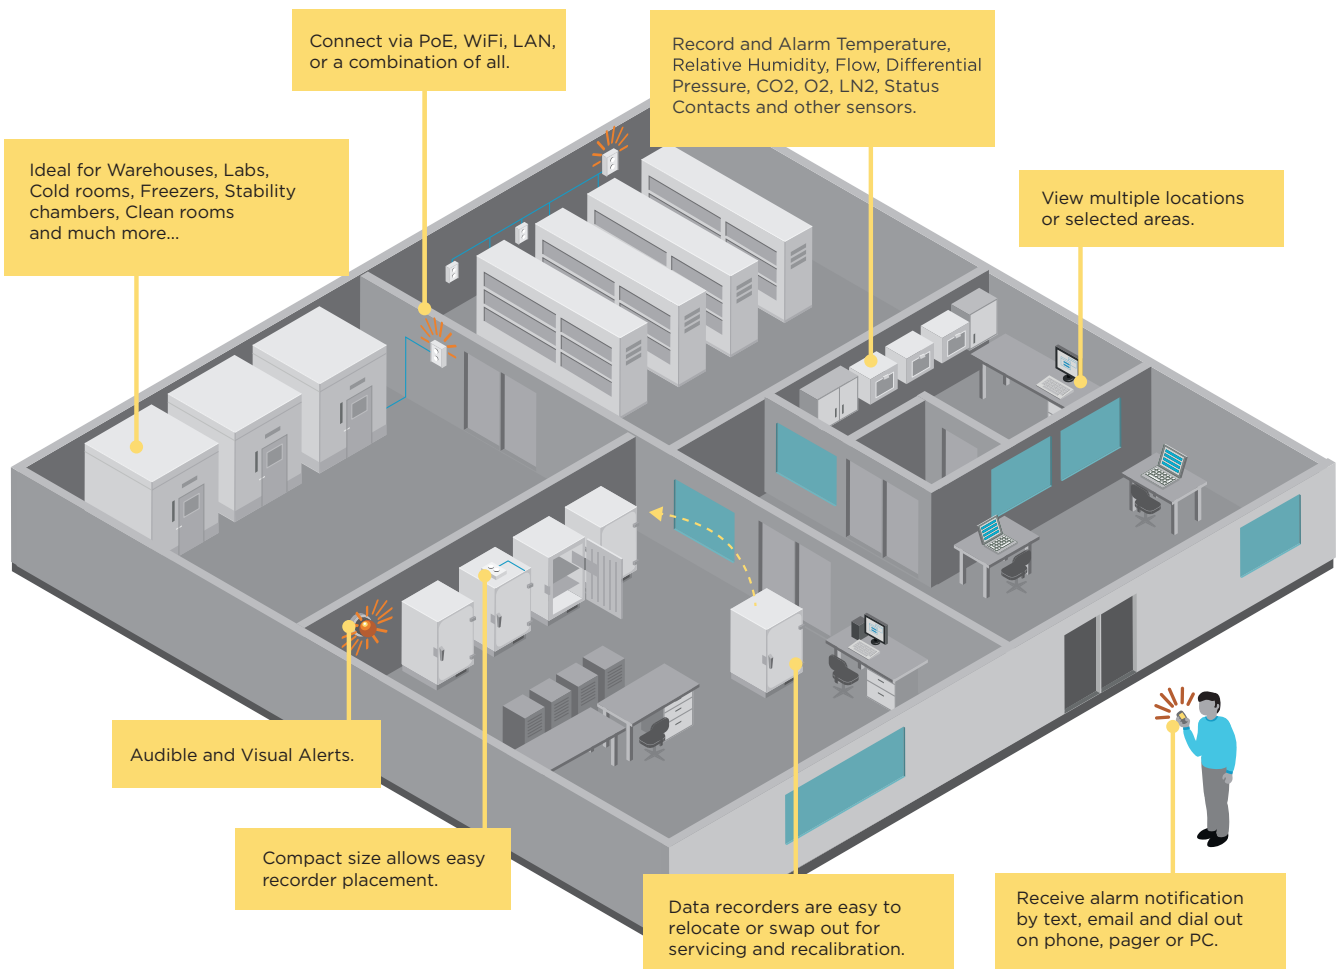 Connect via PoE, WiFi, LAN,
or a combination of all.
Record and Alarm Temperature,
Relative Humidity, Flow, Differential
Pressure, CO2, O2, LN2, Status
Contacts and other sensors.
Ideal for Warehouses, Labs,
Cold rooms, Freezers, Stability
chambers, Clean rooms
and much more...
View multiple locations
or selected areas.
Audible and Visual Alerts.
Compact size allows easy
recorder placement.
Data recorders are easy to
relocate or swap out for
servicing and recalibration.
Receive alarm notification
by text, email and dial out
on phone, pager or PC.